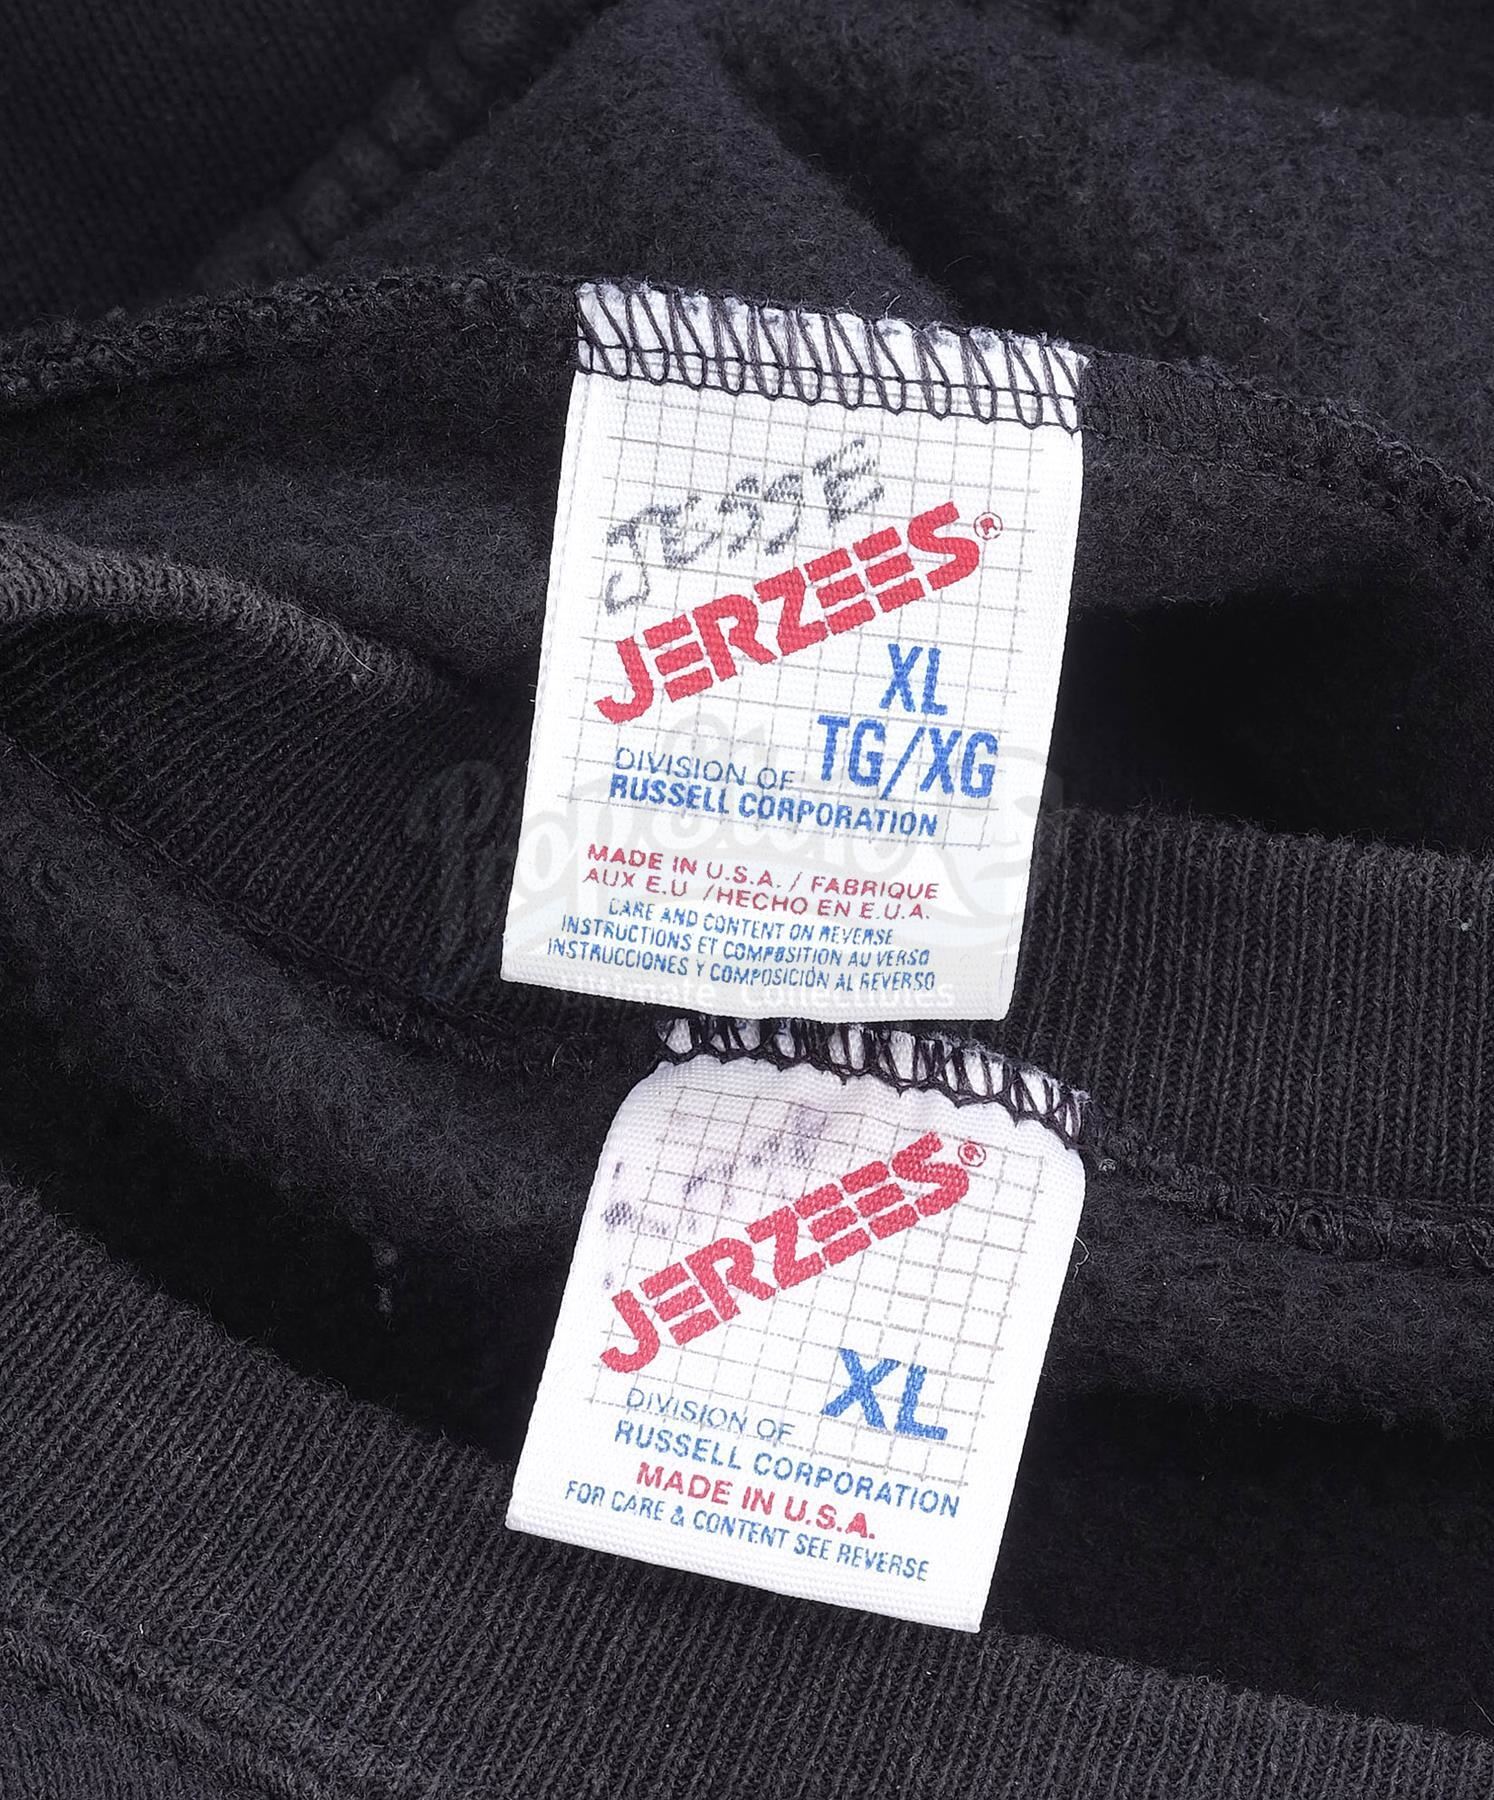 JESSE
JERZEES®
XL
TG/XG
DIVISION OF
RUSSELL CORPORATION
MADE IN U.S.A. / FABRIQUE
AUX E.U /HECHO EN E.U.A.
CARE AND CONTENT ON REVERSE
INSTRUCTIONS ET COMPOSITION AU VERSO
INSTRUCCIONES Y COMPOSICIÓN AL REVERSO
Ultimate Collectibles
JERZEES®
XL
DIVISION OF
RUSSELL CORPORATION
MADE IN U.S.A.
FOR CARE & CONTENT SEE REVERSE